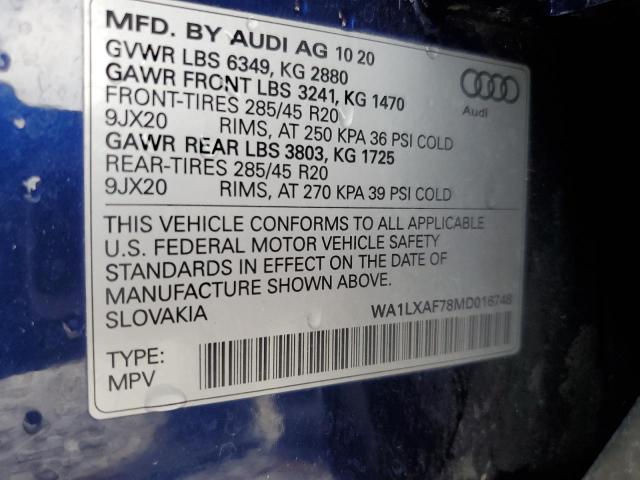 MFD. BY AUDI AG 10 20
GVWR LBS 6349, KG 2880
GAWR FRONT LBS 3241, KG 1470
FRONT-TIRES 285/45 R20
9JX20 RIMS, AT 250 KPA 36 PSI COLD
GAWR REAR LBS 3803, KG 1725
REAR-TIRES 285/45 R20
9JX20 RIMS, AT 270 KPA 39 PSI COLD
Audi
THIS VEHICLE CONFORMS TO ALL APPLICABLE
U.S. FEDERAL MOTOR VEHICLE SAFETY
STANDARDS IN EFFECT ON THE DATE OF
MANUFACTURE SHOWN ABOVE.
SLOVAKIA WA1LXAF78MD016748
TYPE:
MPV